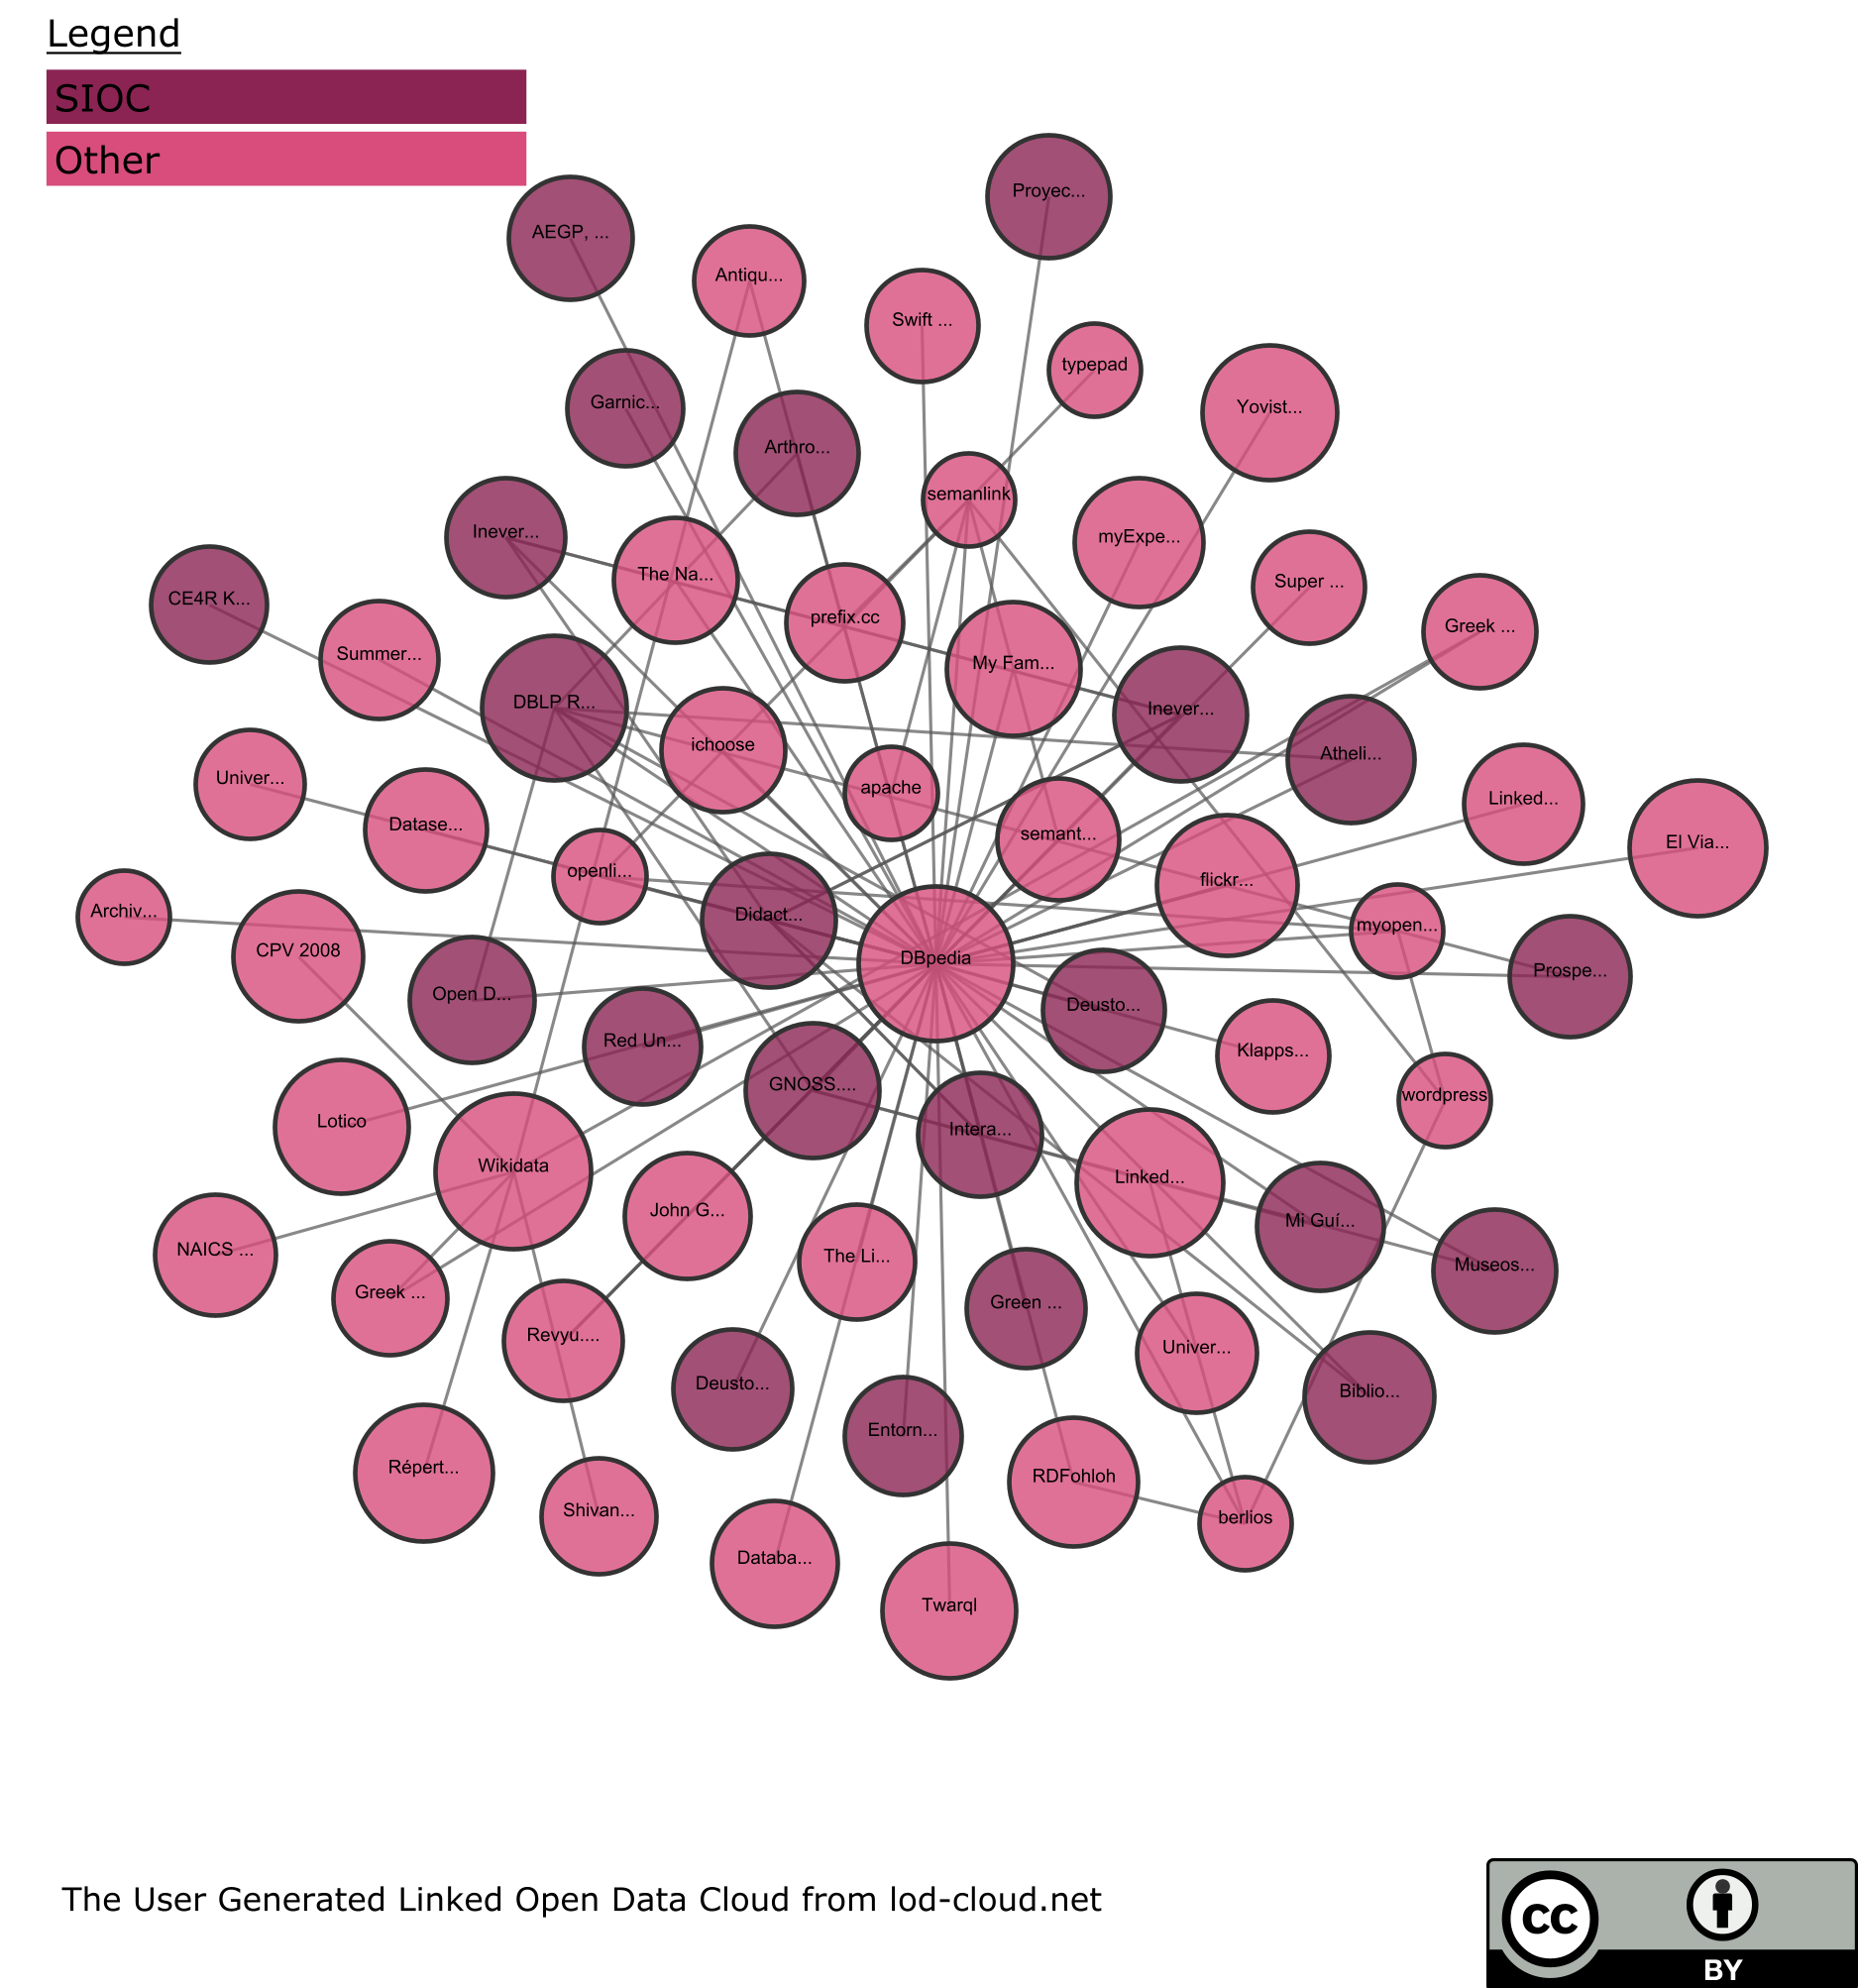 Legend
SIOC
Other
Proyec...
AEGP, ...
Antiqu...
Swift ...
typepad
Yovist...
Garnic...
Arthro...
semanlink
Inever...
myExpe...
The Na...
Super ...
CE4R K...
prefix.cc
Greek ...
Summer...
My Fam...
DBLP R...
Inever...
ichoose
Atheli...
Univer...
apache
Linked...
Datase...
semant...
El Via...
openli...
flickr...
Archiv...
Didact...
myopen...
CPV 2008
DBpedia
Prospe...
Open D...
Deusto...
Red Un...
Klapps...
GNOSS....
wordpress
Lotico
Intera...
Wikidata
Linked...
John G...
Mi Guí...
NAICS ...
The Li...
Museos...
Greek ...
Green ...
Revyu....
Univer...
Deusto...
Biblio...
Entorn...
Répert...
RDFohloh
Shivan...
berlios
Databa...
Twarql
The User Generated Linked Open Data Cloud from lod-cloud.net
cc
BY